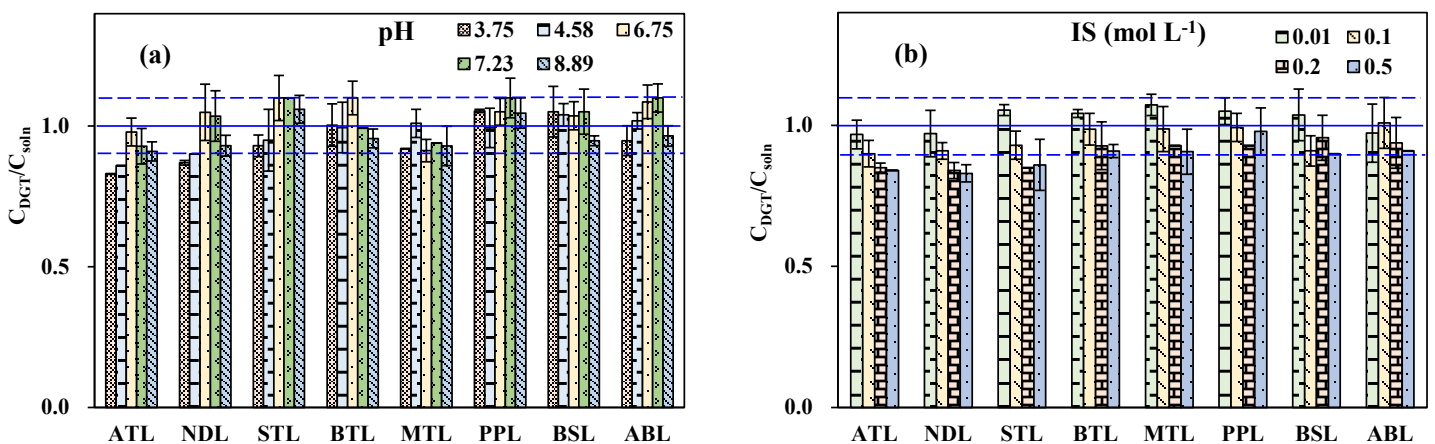 (a)
pH
3.75
4.58
6.75
7.23
8.89
C_DGT/C_soln
1.0
0.5
0.0
ATL NDL STL BTL MTL PPL BSL ABL
(b)
IS (mol L⁻¹)
0.01
0.1
0.2
0.5
C_DGT/C_soln
1.0
0.5
0.0
ATL NDL STL BTL MTL PPL BSL ABL